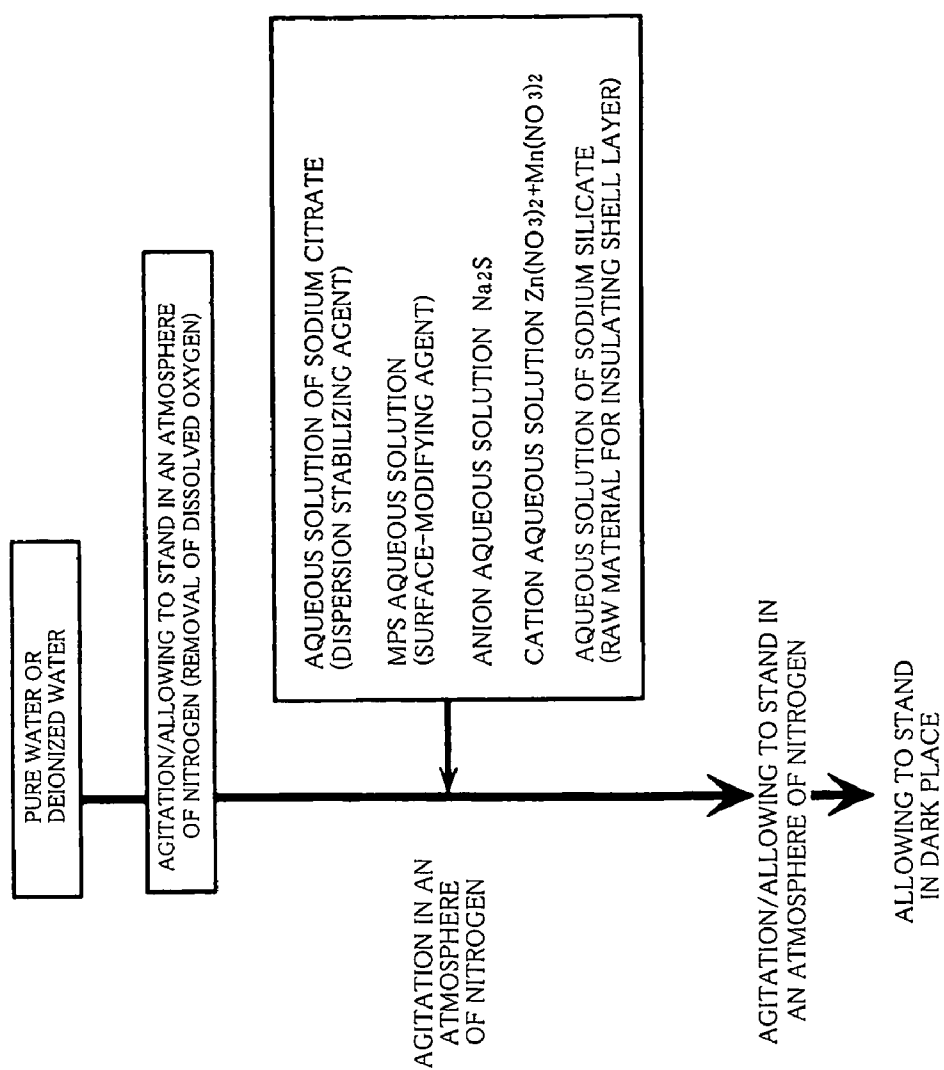 PURE WATER OR
DEIONIZED WATER
AGITATION/ALLOWING TO STAND IN AN ATMOSPHERE
OF NITROGEN (REMOVAL OF DISSOLVED OXYGEN)
AGITATION IN AN
ATMOSPHERE
OF NITROGEN
AQUEOUS SOLUTION OF SODIUM CITRATE
(DISPERSION STABILIZING AGENT)
MPS AQUEOUS SOLUTION
(SURFACE-MODIFYING AGENT)
ANION AQUEOUS SOLUTION Na2S
CATION AQUEOUS SOLUTION Zn(NO3)2+Mn(NO3)2
AQUEOUS SOLUTION OF SODIUM SILICATE
(RAW MATERIAL FOR INSULATING SHELL LAYER)
AGITATION/ALLOWING TO STAND IN
AN ATMOSPHERE OF NITROGEN
ALLOWING TO STAND
IN DARK PLACE